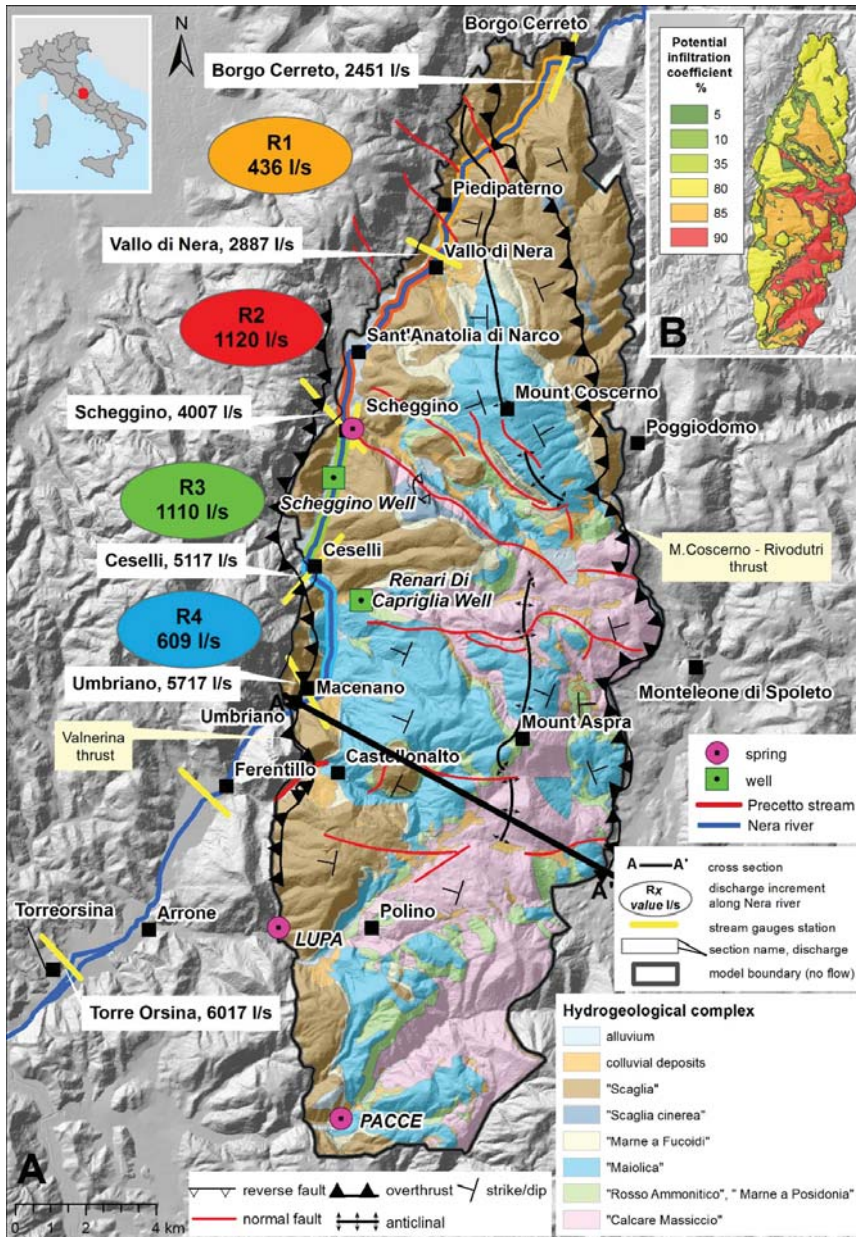 N
Borgo Cerreto
Borgo Cerreto, 2451 l/s
Potential
infiltration
coefficient
%
5
10
35
80
85
90
B
R1
436 l/s
Piedipaterno
Vallo di Nera, 2887 l/s
Vallo di Nera
R2
1120 l/s
Sant'Anatolia di Narco
Mount Coscerno
Scheggino, 4007 l/s
Scheggino
Poggiodomo
R3
1110 l/s
Scheggino Well
Ceselli, 5117 l/s
Ceselli
M.Coscerno - Rivodutri
thrust
Renari Di
Capriglia Well
R4
609 l/s
Umbriano, 5717 l/s
Macenano
Monteleone di Spoleto
A
Umbriano
Mount Aspra
Valnerina
thrust
Castellonalto
Ferentillo
spring
well
Precetto stream
Nera river
A'
A A' cross section
Rx
value l/s
discharge increment
along Nera river
stream gauges station
section name, discharge
model boundary (no flow)
Torreorsina
Arrone
LUPA
Polino
Torre Orsina, 6017 l/s
Hydrogeological complex
alluvium
colluvial deposits
"Scaglia"
"Scaglia cinerea"
"Marne a Fucoidi"
"Maiolica"
"Rosso Ammonitico", " Marne a Posidonia"
"Calcare Massiccio"
PACCE
A
reverse fault
overthrust
strike/dip
normal fault
anticlinal
0 1 2 4 km